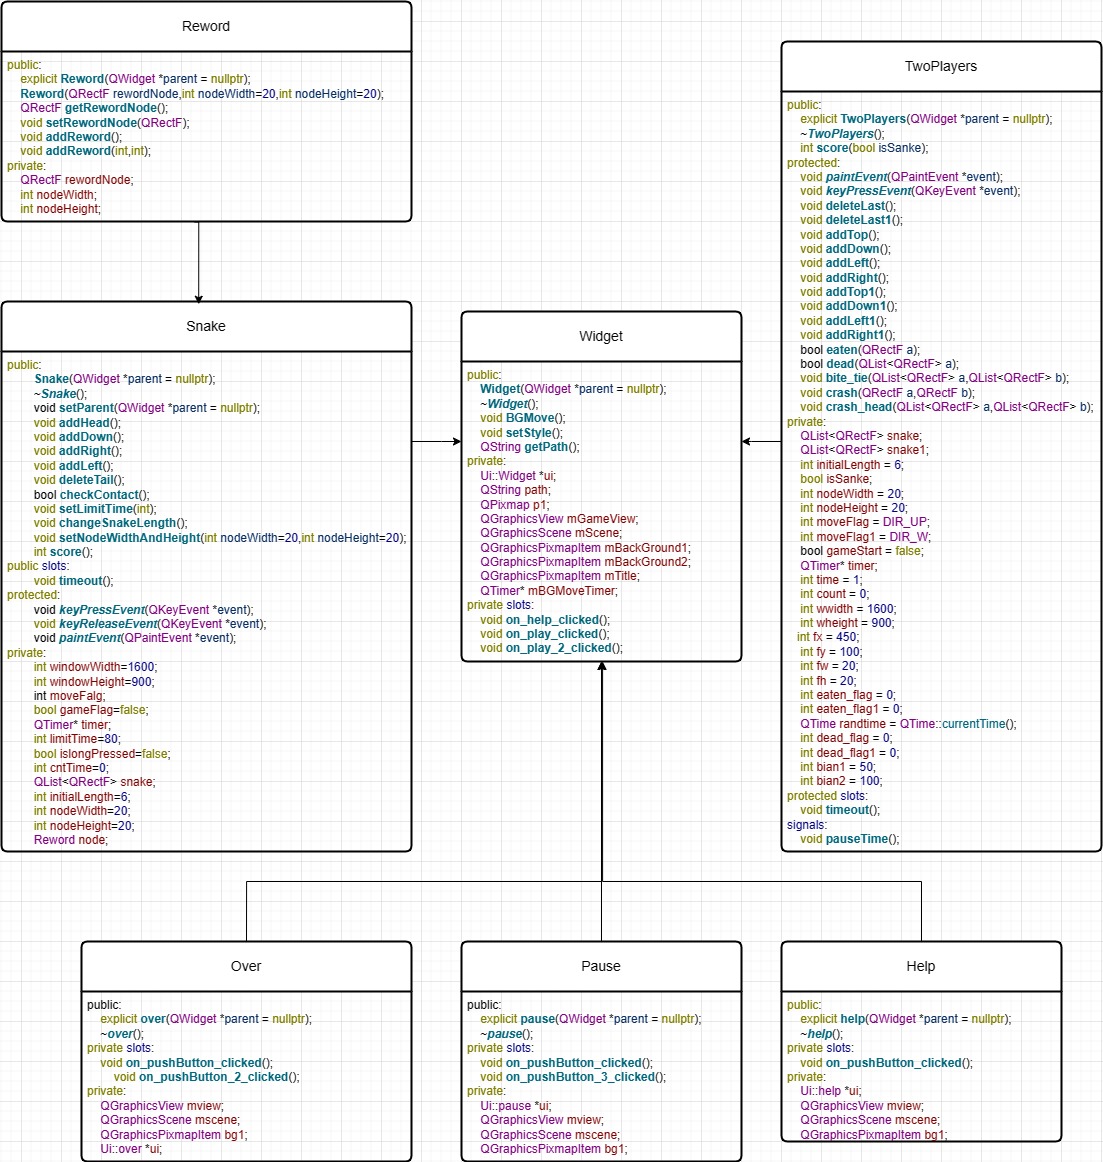 Reword
public:
explicit Reword(QWidget *parent = nullptr);
Reword(QRectF rewordNode,int nodeWidth=20,int nodeHeight=20);
QRectF getRewordNode();
void setRewordNode(QRectF);
void addReword();
void addReword(int,int);
private:
QRectF rewordNode;
int nodeWidth;
int nodeHeight;
TwoPlayers
public:
explicit TwoPlayers(QWidget *parent = nullptr);
~TwoPlayers();
int score(bool isSanke);
protected:
void paintEvent(QPaintEvent *event);
void keyPressEvent(QKeyEvent *event);
void deleteLast();
void deleteLast1();
void addTop();
void addDown();
void addLeft();
void addRight();
void addTop1();
void addDown1();
void addLeft1();
void addRight1();
bool eaten(QRectF a);
bool dead(QList<QRectF> a);
void bite_tie(QList<QRectF> a,QList<QRectF> b);
void crash(QRectF a,QRectF b);
void crash_head(QList<QRectF> a,QList<QRectF> b);
private:
QList<QRectF> snake;
QList<QRectF> snake1;
int initialLength = 6;
bool isSanke;
int nodeWidth = 20;
int nodeHeight = 20;
int moveFlag = DIR_UP;
int moveFlag1 = DIR_W;
bool gameStart = false;
QTimer* timer;
int time = 1;
int count = 0;
int wwidth = 1600;
int wheight = 900;
int fx = 450;
int fy = 100;
int fw = 20;
int fh = 20;
int eaten_flag = 0;
int eaten_flag1 = 0;
QTime randtime = QTime::currentTime();
int dead_flag = 0;
int dead_flag1 = 0;
int bian1 = 50;
int bian2 = 100;
protected slots:
void timeout();
signals:
void pauseTime();
Snake
public:
Snake(QWidget *parent = nullptr);
~Snake();
void setParent(QWidget *parent = nullptr);
void addHead();
void addDown();
void addRight();
void addLeft();
void deleteTail();
bool checkContact();
void setLimitTime(int);
void changeSnakeLength();
void setNodeWidthAndHeight(int nodeWidth=20,int nodeHeight=20);
int score();
public slots:
void timeout();
protected:
void keyPressEvent(QKeyEvent *event);
void keyReleaseEvent(QKeyEvent *event);
void paintEvent(QPaintEvent *event);
private:
int windowWidth=1600;
int windowHeight=900;
int moveFalg;
bool gameFlag=false;
QTimer* timer;
int limitTime=80;
bool islongPressed=false;
int cntTime=0;
QList<QRectF> snake;
int initialLength=6;
int nodeWidth=20;
int nodeHeight=20;
Reword node;
Widget
public:
Widget(QWidget *parent = nullptr);
~Widget();
void BGMove();
void setStyle();
QString getPath();
private:
Ui::Widget *ui;
QString path;
QPixmap p1;
QGraphicsView mGameView;
QGraphicsScene mScene;
QGraphicsPixmapItem mBackGround1;
QGraphicsPixmapItem mBackGround2;
QGraphicsPixmapItem mTitle;
QTimer* mBGMoveTimer;
private slots:
void on_help_clicked();
void on_play_clicked();
void on_play_2_clicked();
Over
public:
explicit over(QWidget *parent = nullptr);
~over();
private slots:
void on_pushButton_clicked();
void on_pushButton_2_clicked();
private:
QGraphicsView mview;
QGraphicsScene mscene;
QGraphicsPixmapItem bg1;
Ui::over *ui;
Pause
public:
explicit pause(QWidget *parent = nullptr);
~pause();
private slots:
void on_pushButton_clicked();
void on_pushButton_3_clicked();
private:
Ui::pause *ui;
QGraphicsView mview;
QGraphicsScene mscene;
QGraphicsPixmapItem bg1;
Help
public:
explicit help(QWidget *parent = nullptr);
~help();
private slots:
void on_pushButton_clicked();
private:
Ui::help *ui;
QGraphicsView mview;
QGraphicsScene mscene;
QGraphicsPixmapItem bg1;